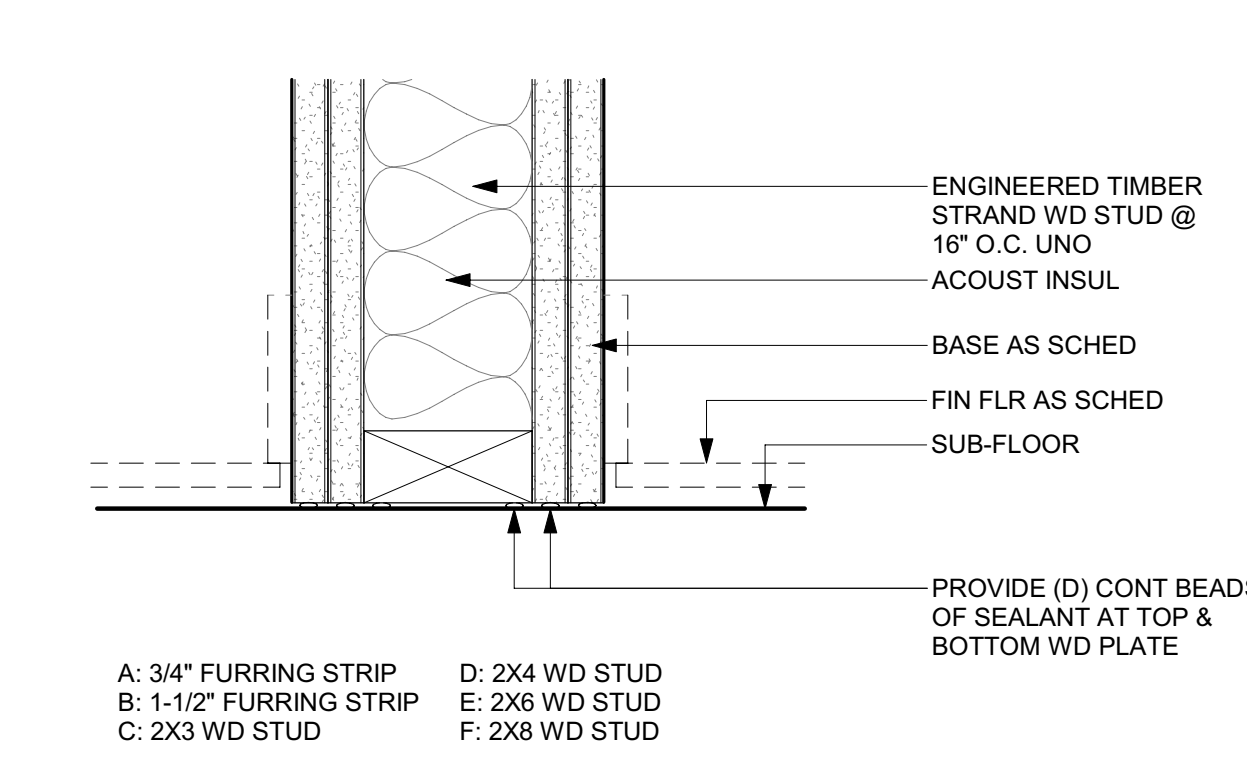 ENGINEERED TIMBER
STRAND WD STUD @
16" O.C. UNO
ACOUST INSUL
BASE AS SCHED
FIN FLR AS SCHED
SUB-FLOOR
PROVIDE (D) CONT BEADS
OF SEALANT AT TOP &
BOTTOM WD PLATE
A: 3/4" FURRING STRIP
B: 1-1/2" FURRING STRIP
C: 2X3 WD STUD
D: 2X4 WD STUD
E: 2X6 WD STUD
F: 2X8 WD STUD